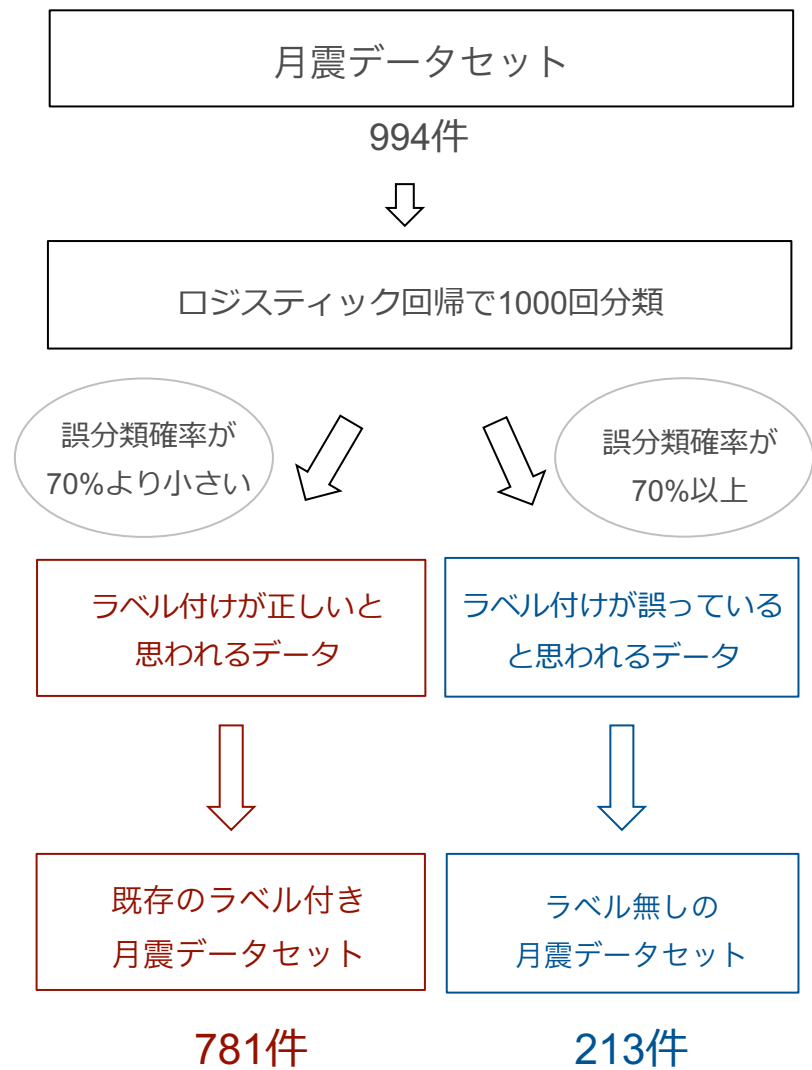 月震データセット
994件
ロジスティック回帰で1000回分類
誤分類確率が
70%より小さい
誤分類確率が
70%以上
ラベル付けが正しいと
思われるデータ
ラベル付けが誤っている
と思われるデータ
既存のラベル付き
月震データセット
ラベル無しの
月震データセット
781件
213件